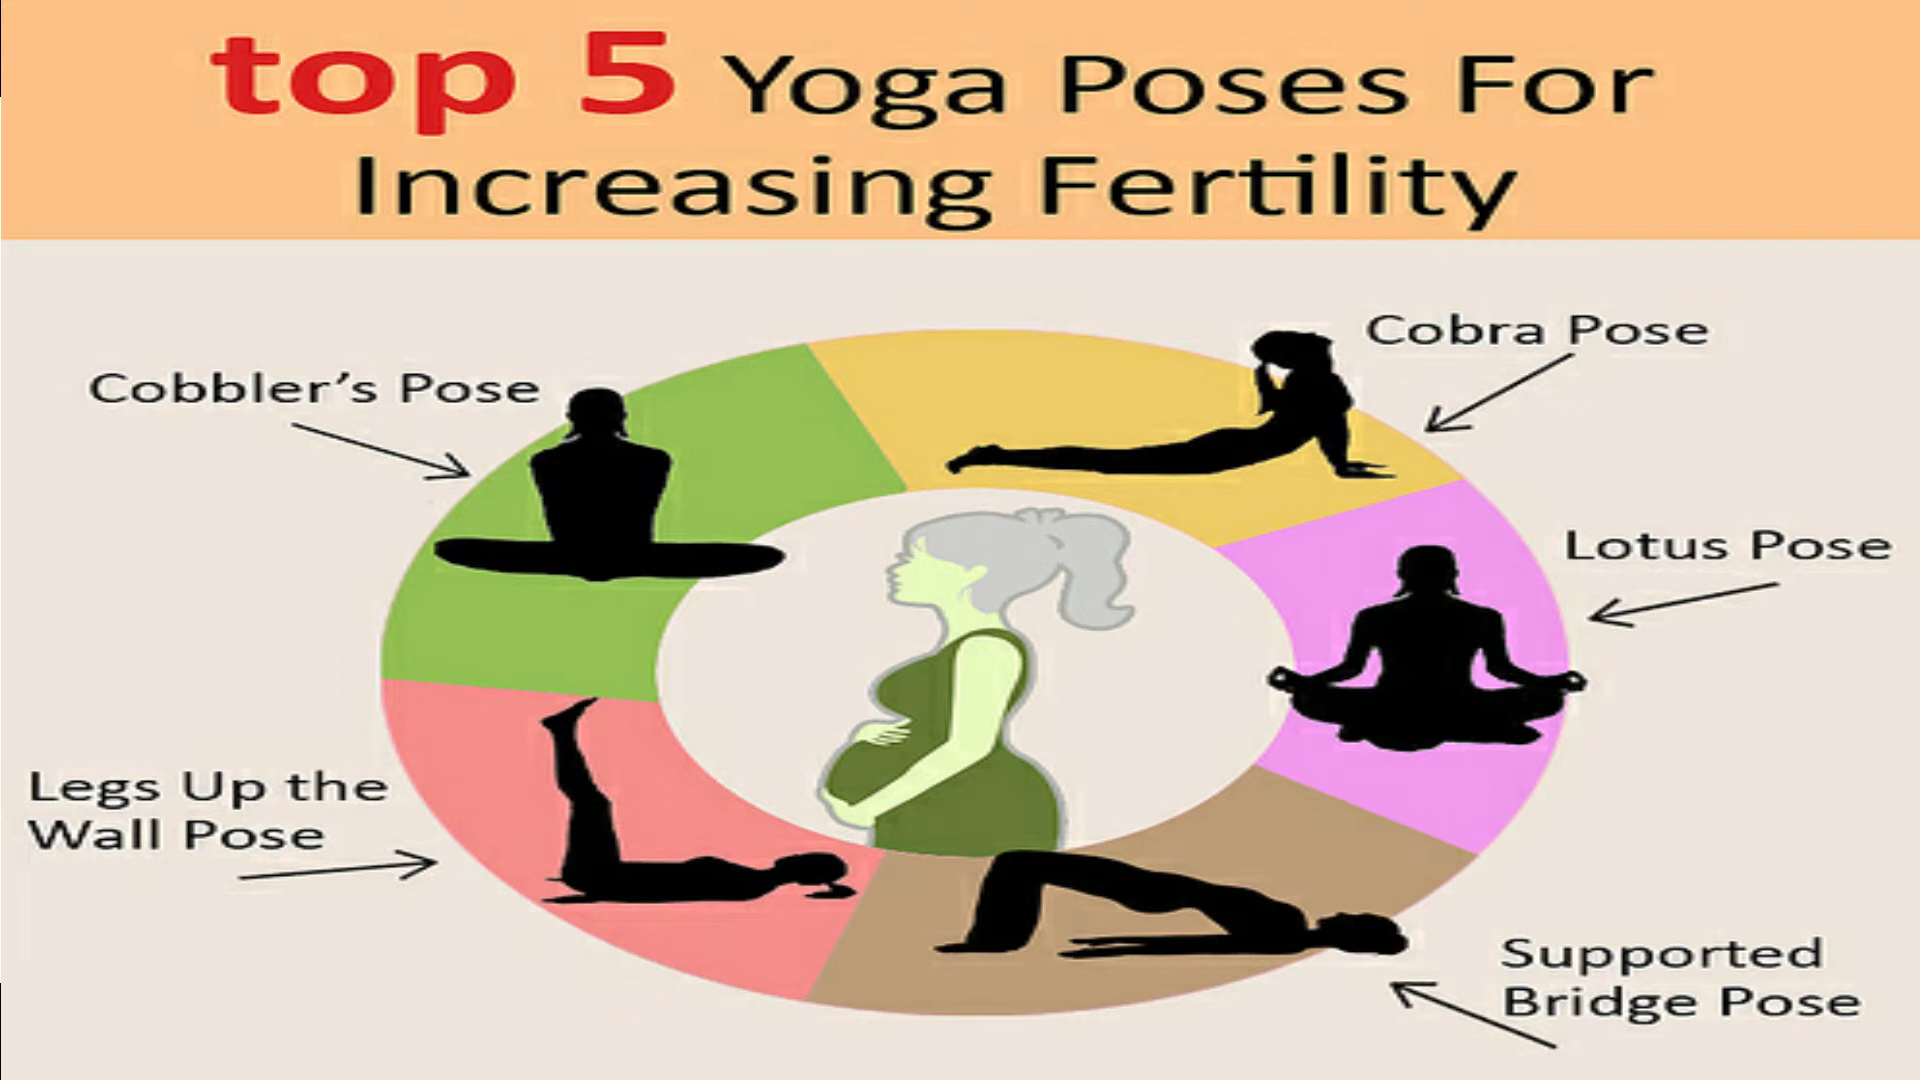 top 5 Yoga Poses For
Increasing Fertility
Cobra Pose
Cobbler's Pose
Lotus Pose
Legs Up the
Wall Pose
Supported
Bridge Pose